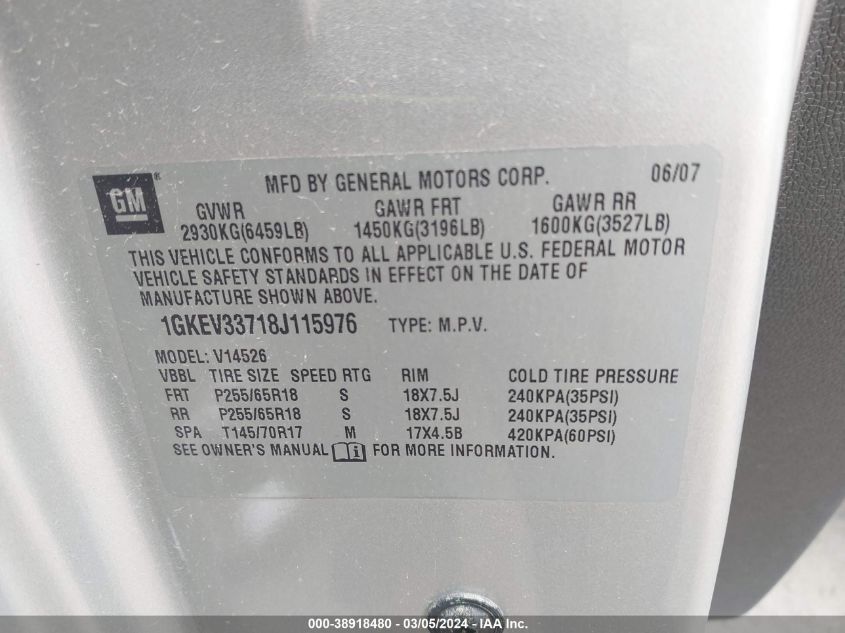 GM ®
MFD BY GENERAL MOTORS CORP. 06/07
GVWR GAWR FRT GAWR RR
2930KG(6459LB) 1450KG(3196LB) 1600KG(3527LB)
THIS VEHICLE CONFORMS TO ALL APPLICABLE U.S. FEDERAL MOTOR
VEHICLE SAFETY STANDARDS IN EFFECT ON THE DATE OF
MANUFACTURE SHOWN ABOVE.
1GKEV33718J115976 TYPE: M.P.V.
MODEL: V14526
VBBL TIRE SIZE SPEED RTG RIM COLD TIRE PRESSURE
FRT P255/65R18 S 18X7.5J 240KPA(35PSI)
RR P255/65R18 S 18X7.5J 240KPA(35PSI)
SPA T145/70R17 M 17X4.5B 420KPA(60PSI)
SEE OWNER'S MANUAL i FOR MORE INFORMATION.
000-38918480 - 03/05/2024 - IAA Inc.